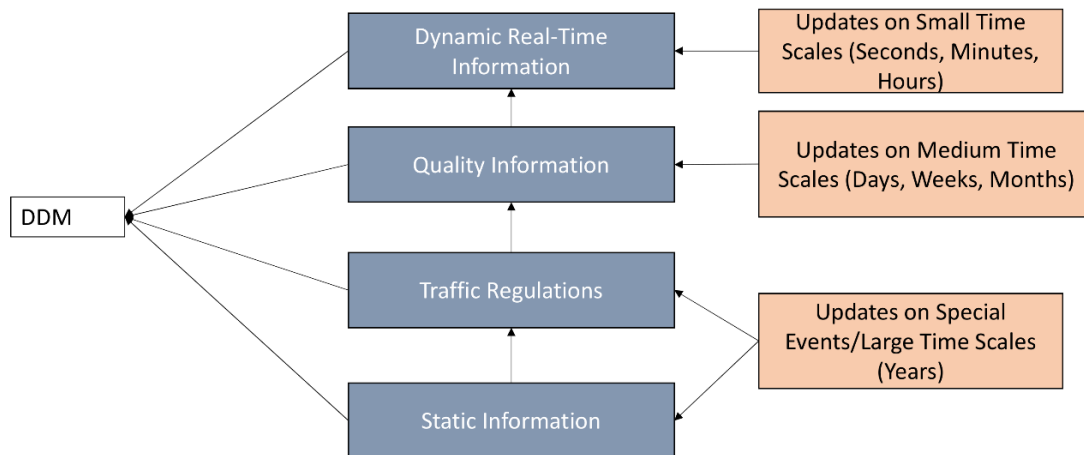 Dynamic Real-Time
Information
Updates on Small Time
Scales (Seconds, Minutes,
Hours)
Quality Information
Updates on Medium Time
Scales (Days, Weeks, Months)
DDM
Traffic Regulations
Updates on Special
Events/Large Time Scales
(Years)
Static Information